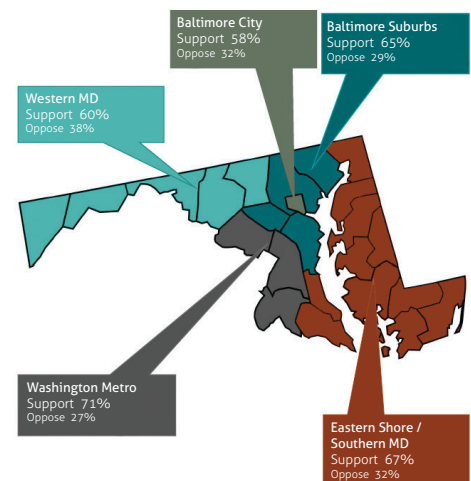 Baltimore City
Support 58%
Oppose 32%
Baltimore Suburbs
Support 65%
Oppose 29%
Western MD
Support 60%
Oppose 38%
Washington Metro
Support 71%
Oppose 27%
Eastern Shore /
Southern MD
Support 67%
Oppose 32%